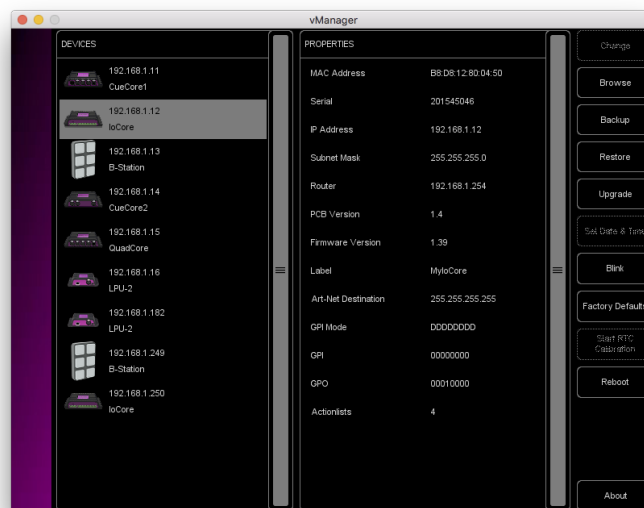 vManager
DEVICES
192.168.1.11
CueCore1
192.168.1.12
IoCore
192.168.1.13
B-Station
192.168.1.14
CueCore2
192.168.1.15
QuadCore
192.168.1.16
LPU-2
192.168.1.182
LPU-2
192.168.1.249
B-Station
192.168.1.250
IoCore
PROPERTIES
MAC Address B8:D8:12:80:04:50
Serial 201545046
IP Address 192.168.1.12
Subnet Mask 255.255.255.0
Router 192.168.1.254
PCB Version 1.4
Firmware Version 1.39
Label MyIoCore
Art-Net Destination 255.255.255.255
GPI Mode DDDDDDDD
GPI 00000000
GPO 00010000
Actionlists 4
Change
Browse
Backup
Restore
Upgrade
Set Date & Time
Blink
Factory Defaults
Start RTC
Calibration
Reboot
About